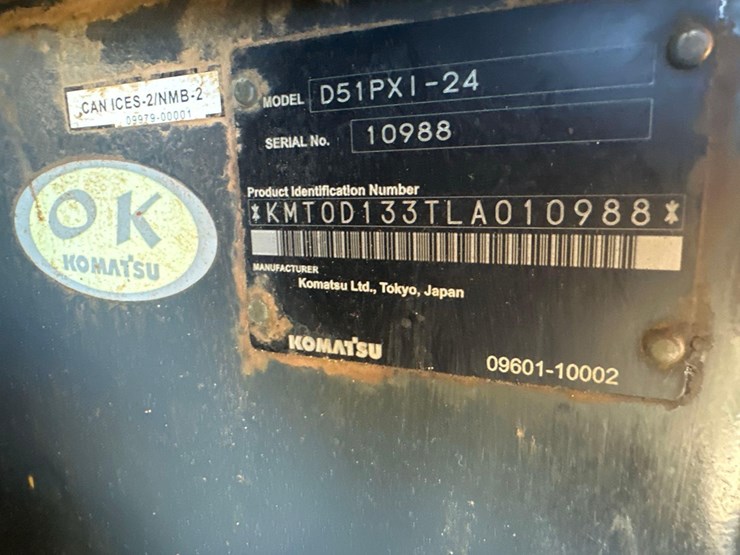 CAN ICES-2/NMB-2
09979-00001
OK
KOMATSU
MODEL D51PXI-24
SERIAL No. 10988
Product Identification Number
*KMT0D133TLA010988*
MANUFACTURER
Komatsu Ltd., Tokyo, Japan
KOMATSU
09601-10002